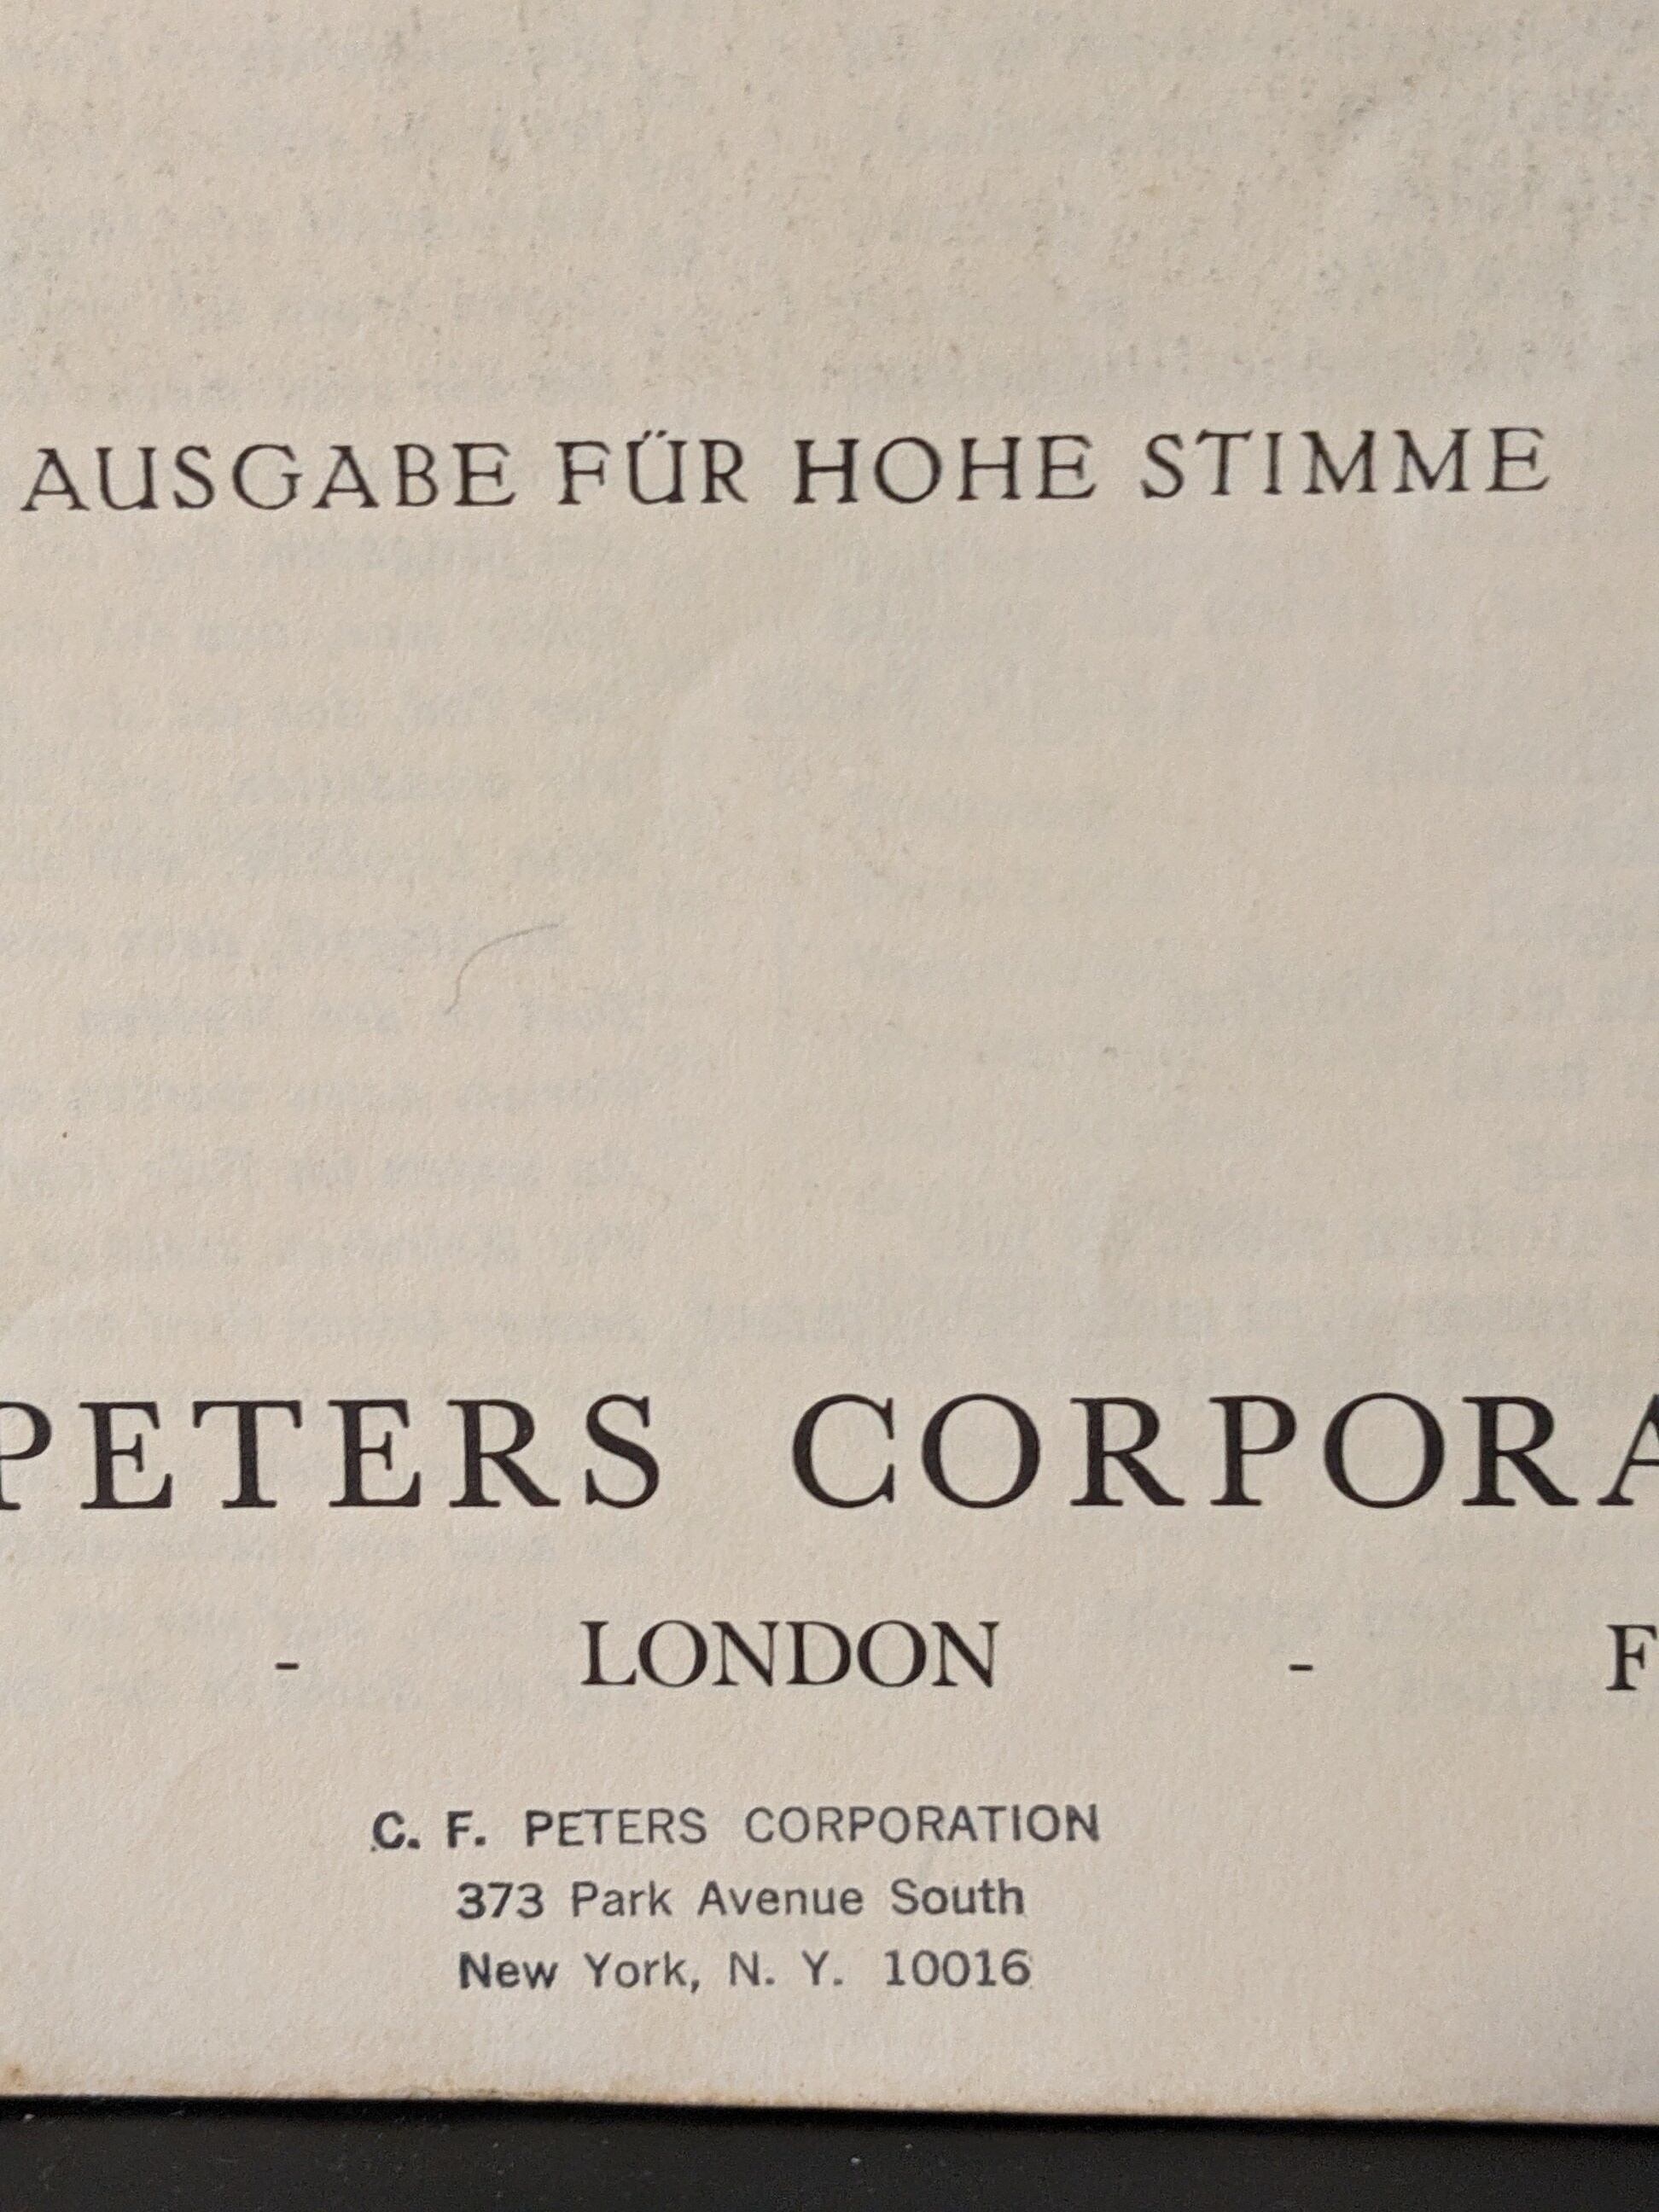 AUSGABE FÜR HOHE STIMME
PETERS CORPORA
- LONDON - F
C. F. PETERS CORPORATION
373 Park Avenue South
New York, N. Y. 10016